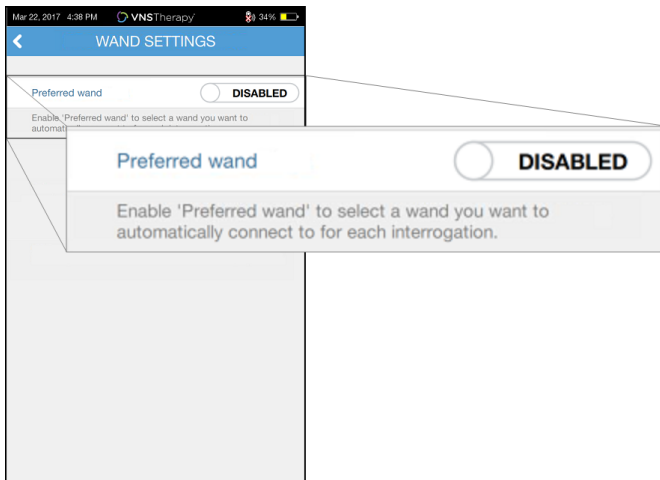 Mar 22, 2017 4:38 PM VNSTherapy 34%
WAND SETTINGS
Preferred wand DISABLED
Enable 'Preferred wand' to select a wand you want to
automat
Preferred wand DISABLED
Enable 'Preferred wand' to select a wand you want to
automatically connect to for each interrogation.